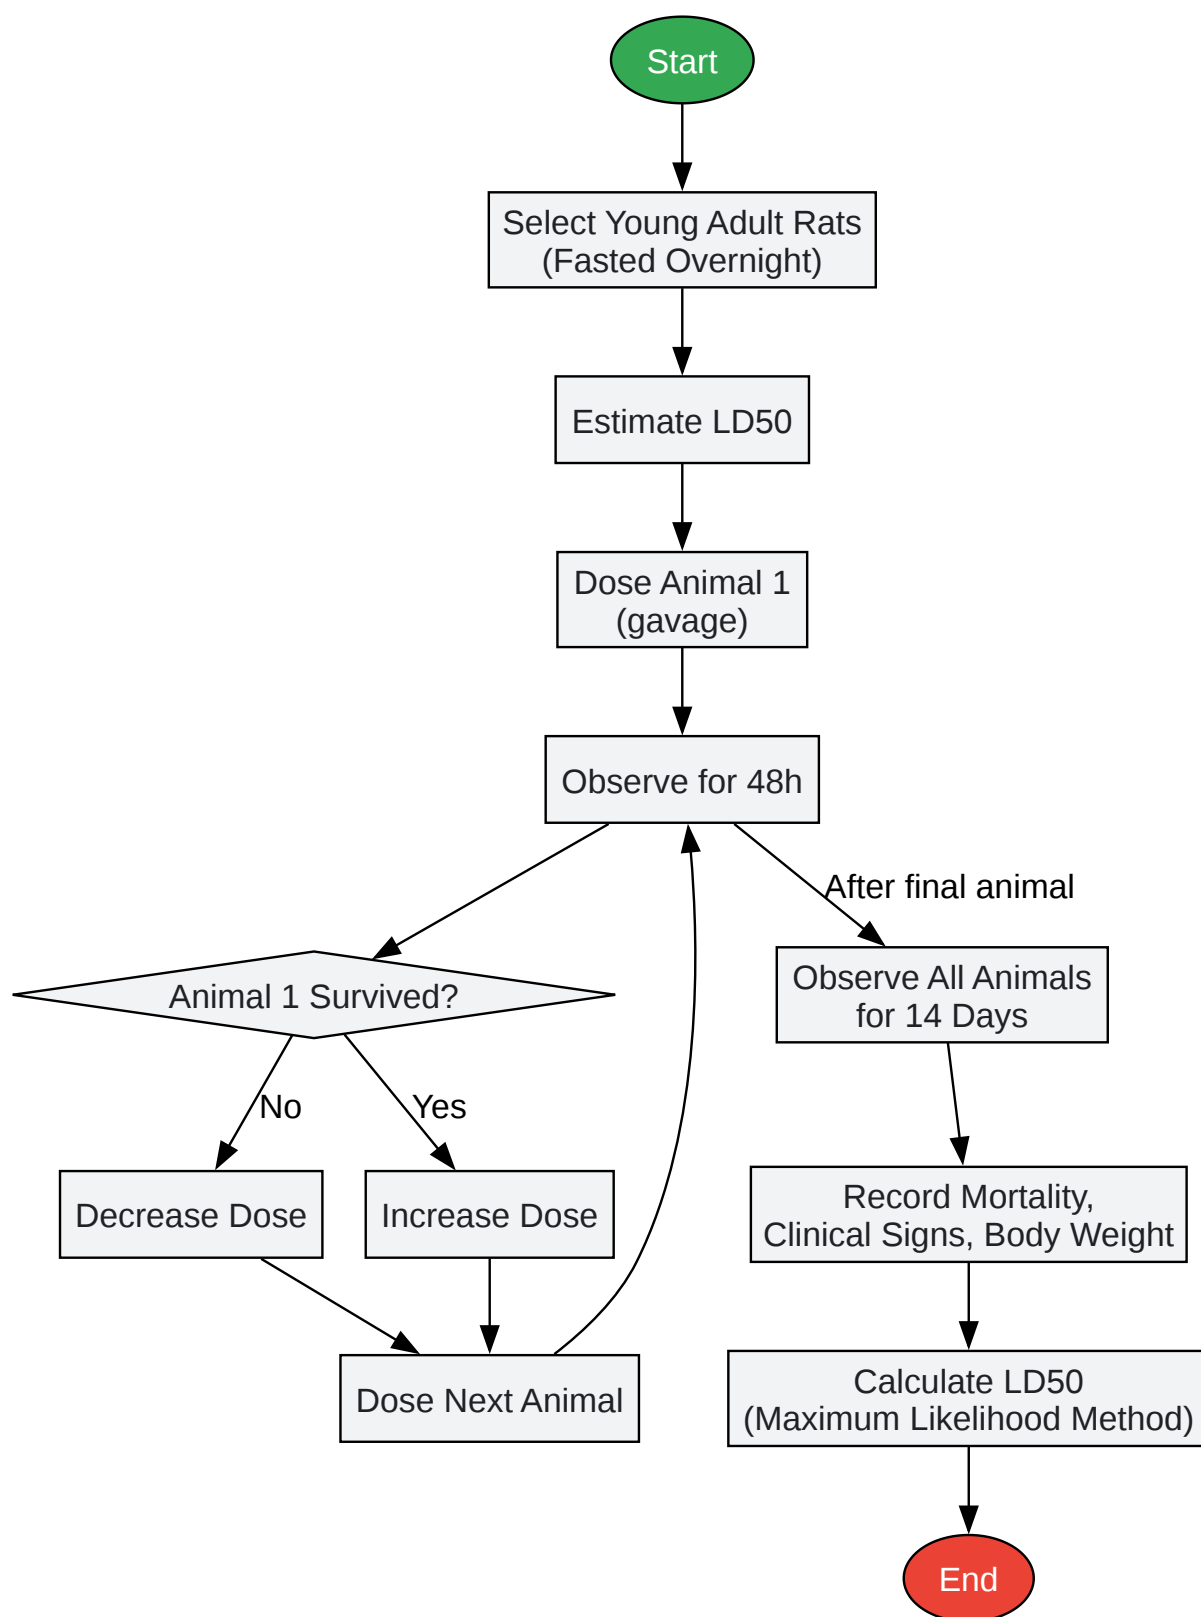 Start
Select Young Adult Rats
(Fasted Overnight)
Estimate LD50
Dose Animal 1
(gavage)
Observe for 48h
After final animal
Animal 1 Survived?
Observe All Animals
for 14 Days
No
Yes
Decrease Dose
Increase Dose
Record Mortality,
Clinical Signs, Body Weight
Dose Next Animal
Calculate LD50
(Maximum Likelihood Method)
End